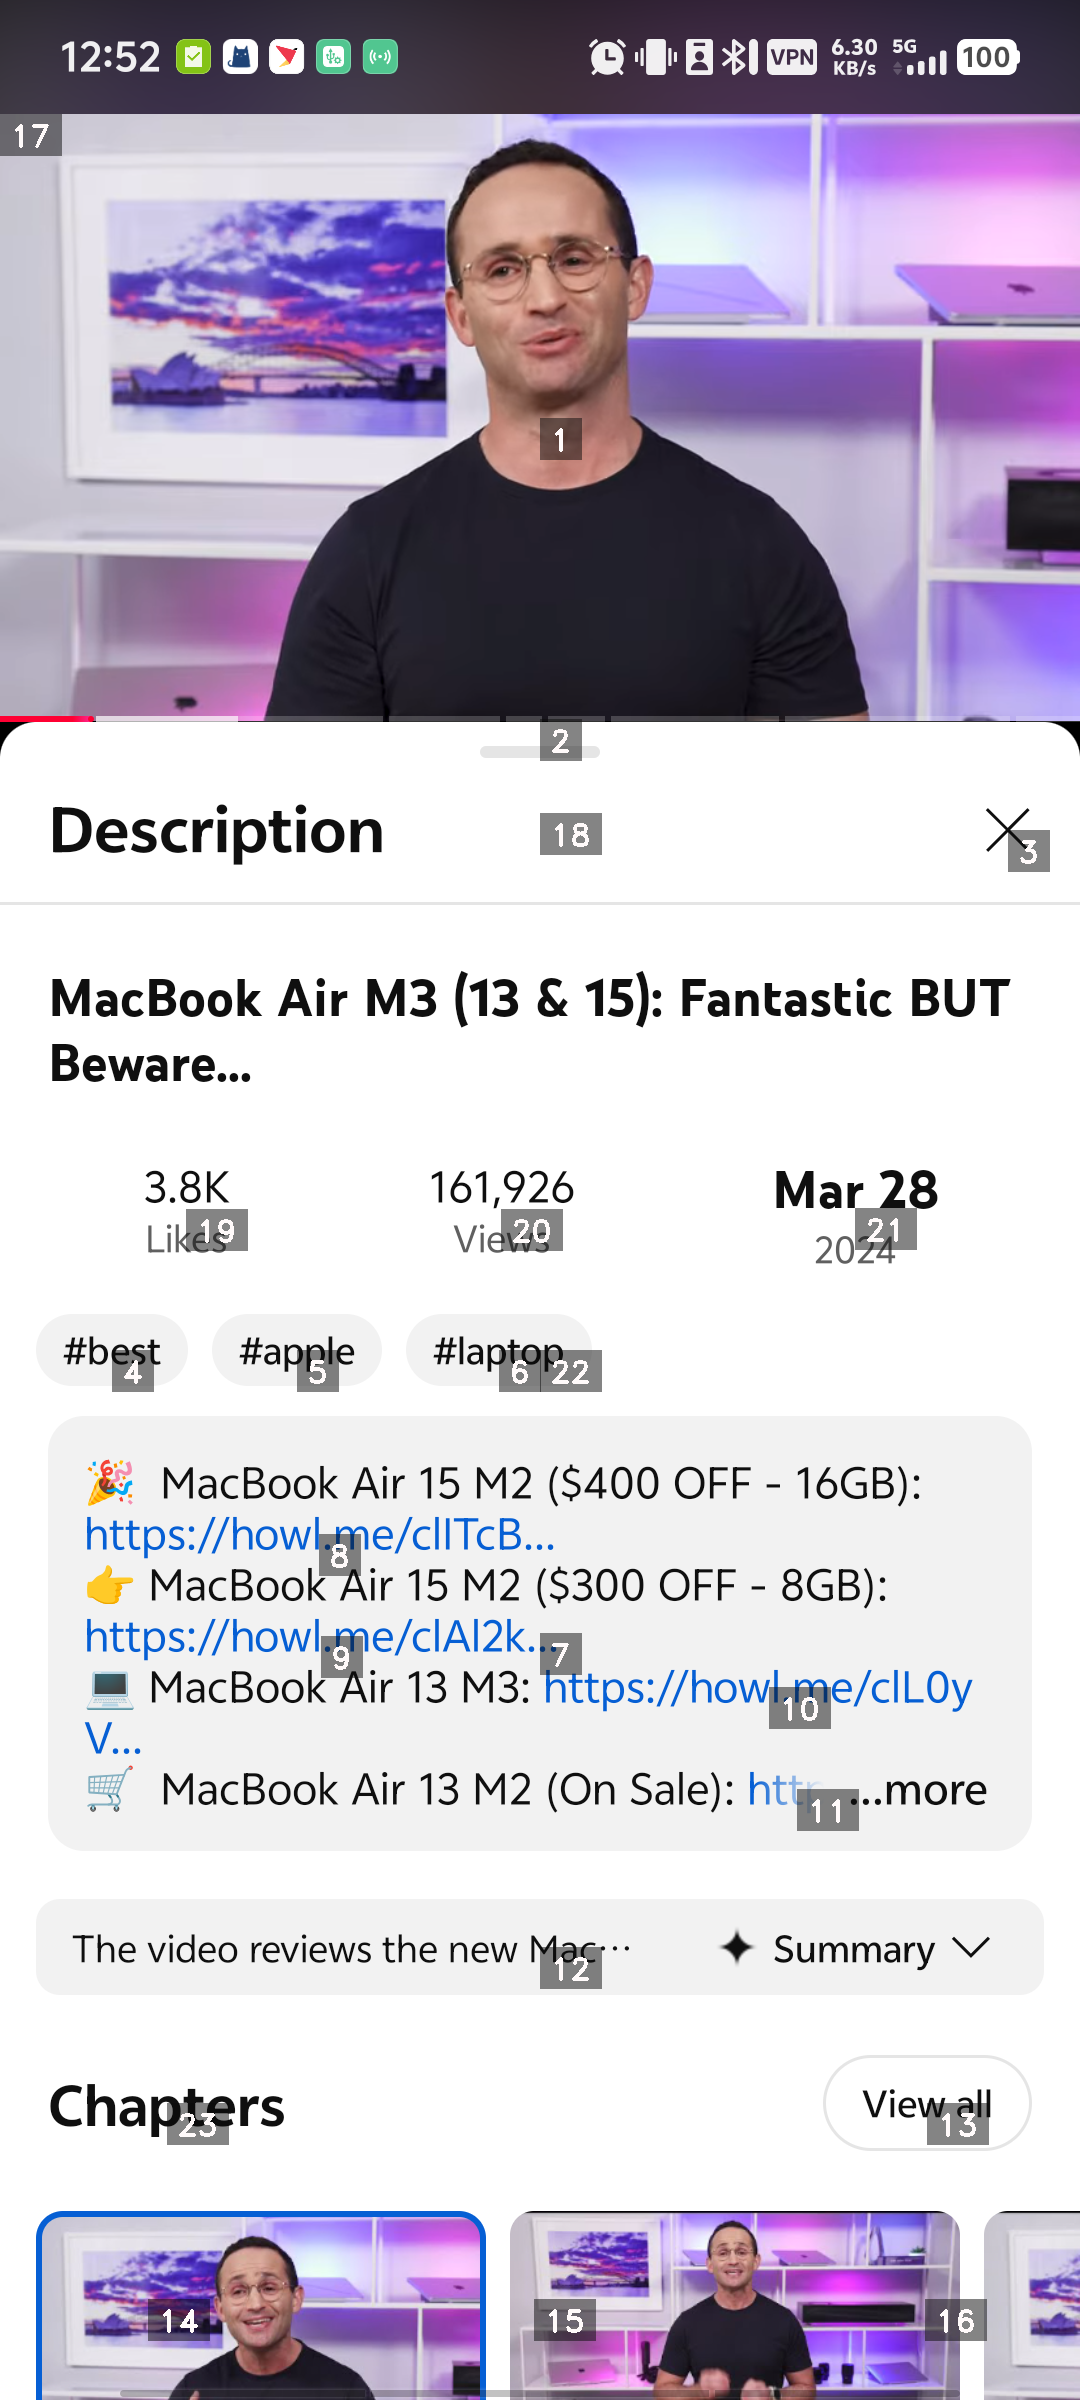 12:52
VPN
6.30
KB/s
5G
100
17
1
2
Description
18
3
MacBook Air M3 (13 & 15): Fantastic BUT
Beware...
3.8K
Likes
19
161,926
Views
20
Mar 28
2024
21
#best
4
#apple
5
#laptop
6
22
🎉 MacBook Air 15 M2 ($400 OFF - 16GB):
https://howl.me/clITcB...
8
👉 MacBook Air 15 M2 ($300 OFF - 8GB):
https://howl.me/clAl2k...
9
7
💻 MacBook Air 13 M3: https://howl.me/clL0y
V...
10
🛒 MacBook Air 13 M2 (On Sale): http ...more
11
The video reviews the new Mac...
12
Summary
Chapters
23
View all
13
14
15
16